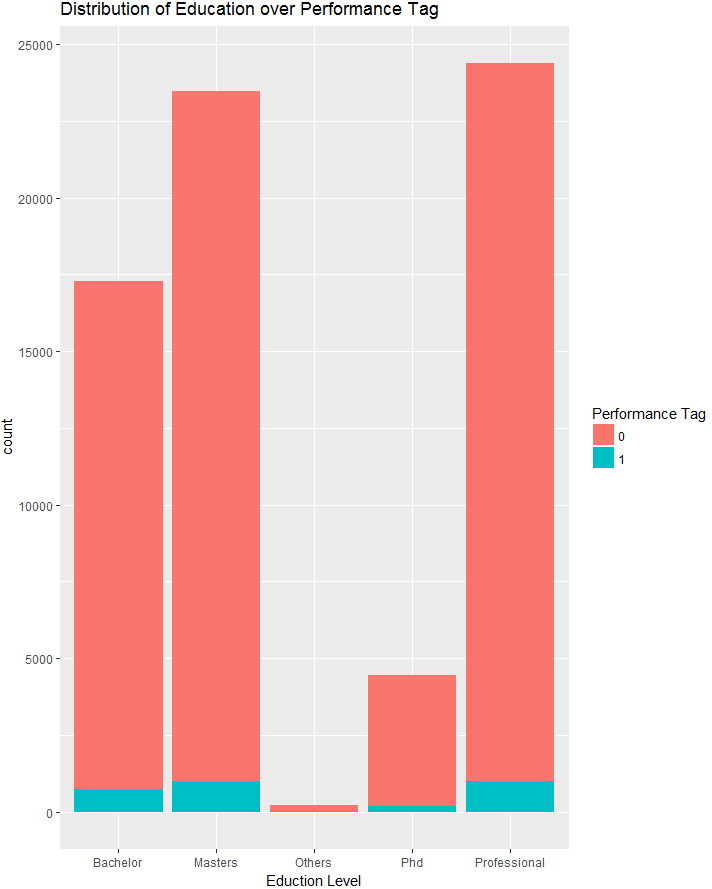 Distribution of Education over Performance Tag
25000
20000
15000
10000
5000
0
count
Bachelor Masters Others Phd Professional
Eduction Level
Performance Tag
0
1